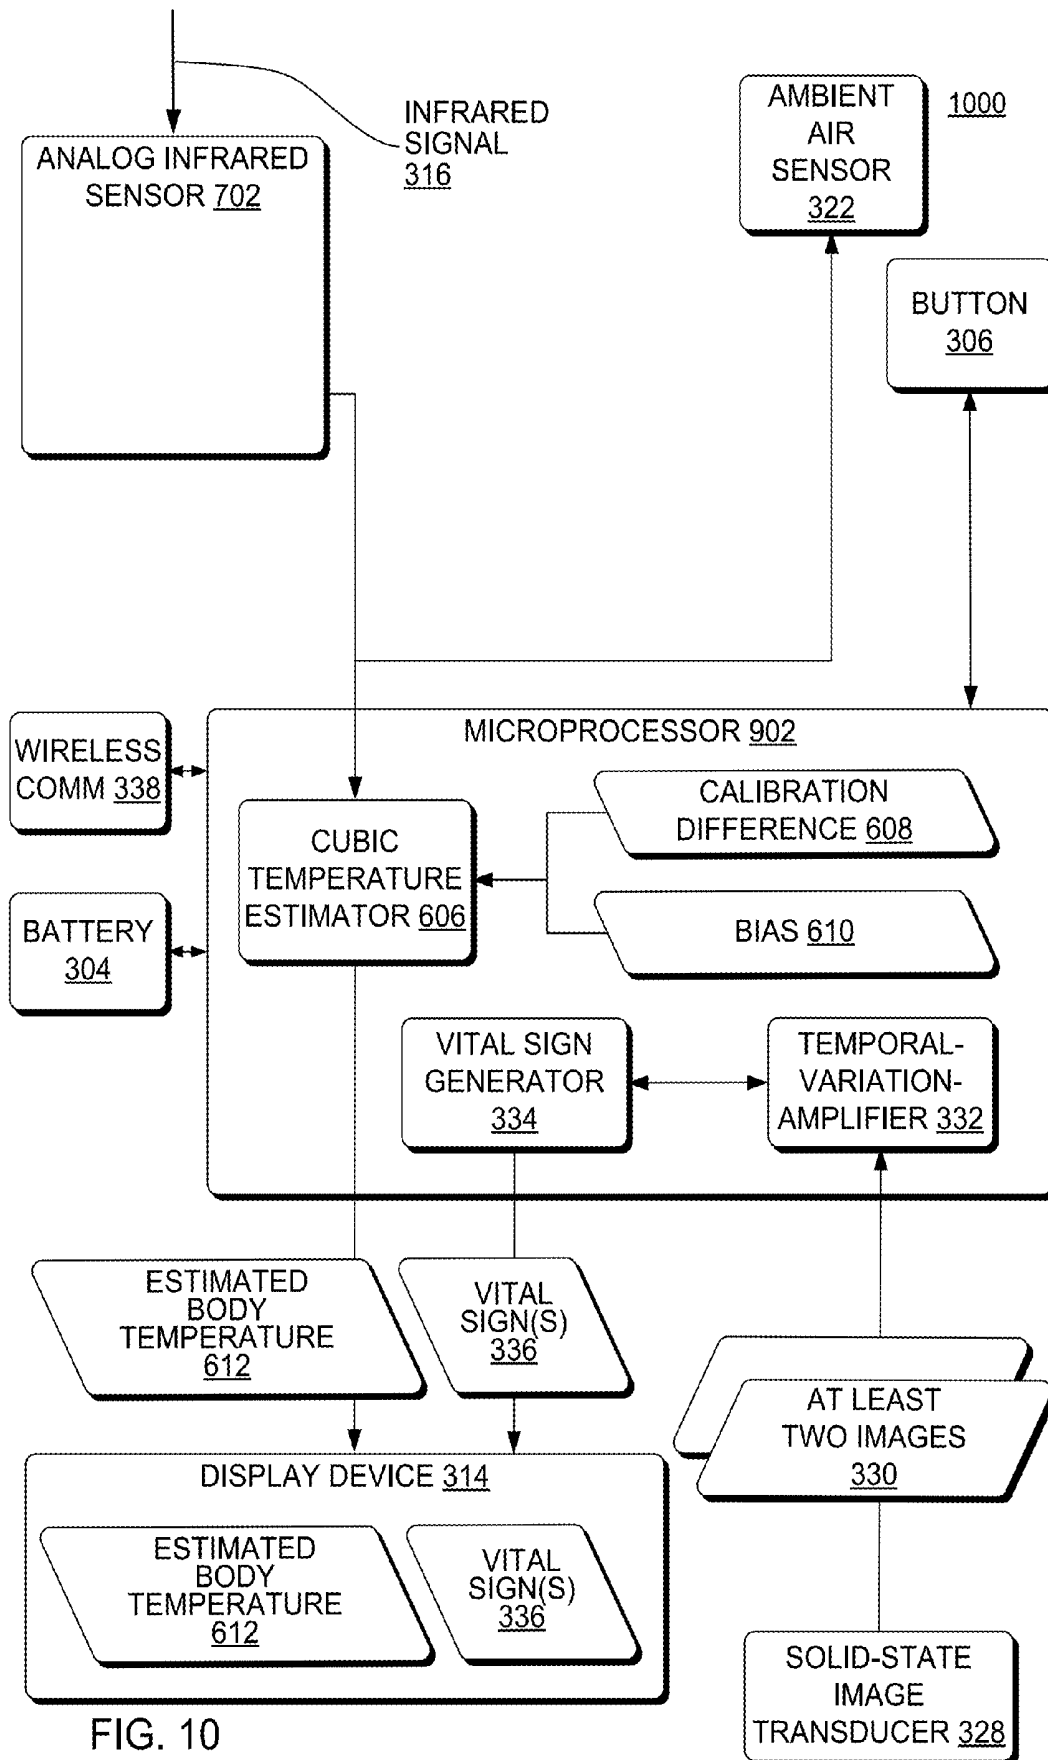 INFRARED
SIGNAL
316
AMBIENT
AIR
SENSOR
322
1000
ANALOG INFRARED
SENSOR 702
BUTTON
306
MICROPROCESSOR 902
WIRELESS
COMM 338
CALIBRATION
DIFFERENCE 608
CUBIC
TEMPERATURE
ESTIMATOR 606
BATTERY
304
BIAS 610
VITAL SIGN
GENERATOR
334
TEMPORAL-
VARIATION-
AMPLIFIER 332
ESTIMATED
BODY
TEMPERATURE
612
VITAL
SIGN(S)
336
AT LEAST
TWO IMAGES
330
DISPLAY DEVICE 314
ESTIMATED
BODY
TEMPERATURE
612
VITAL
SIGN(S)
336
SOLID-STATE
IMAGE
TRANSDUCER 328
FIG. 10